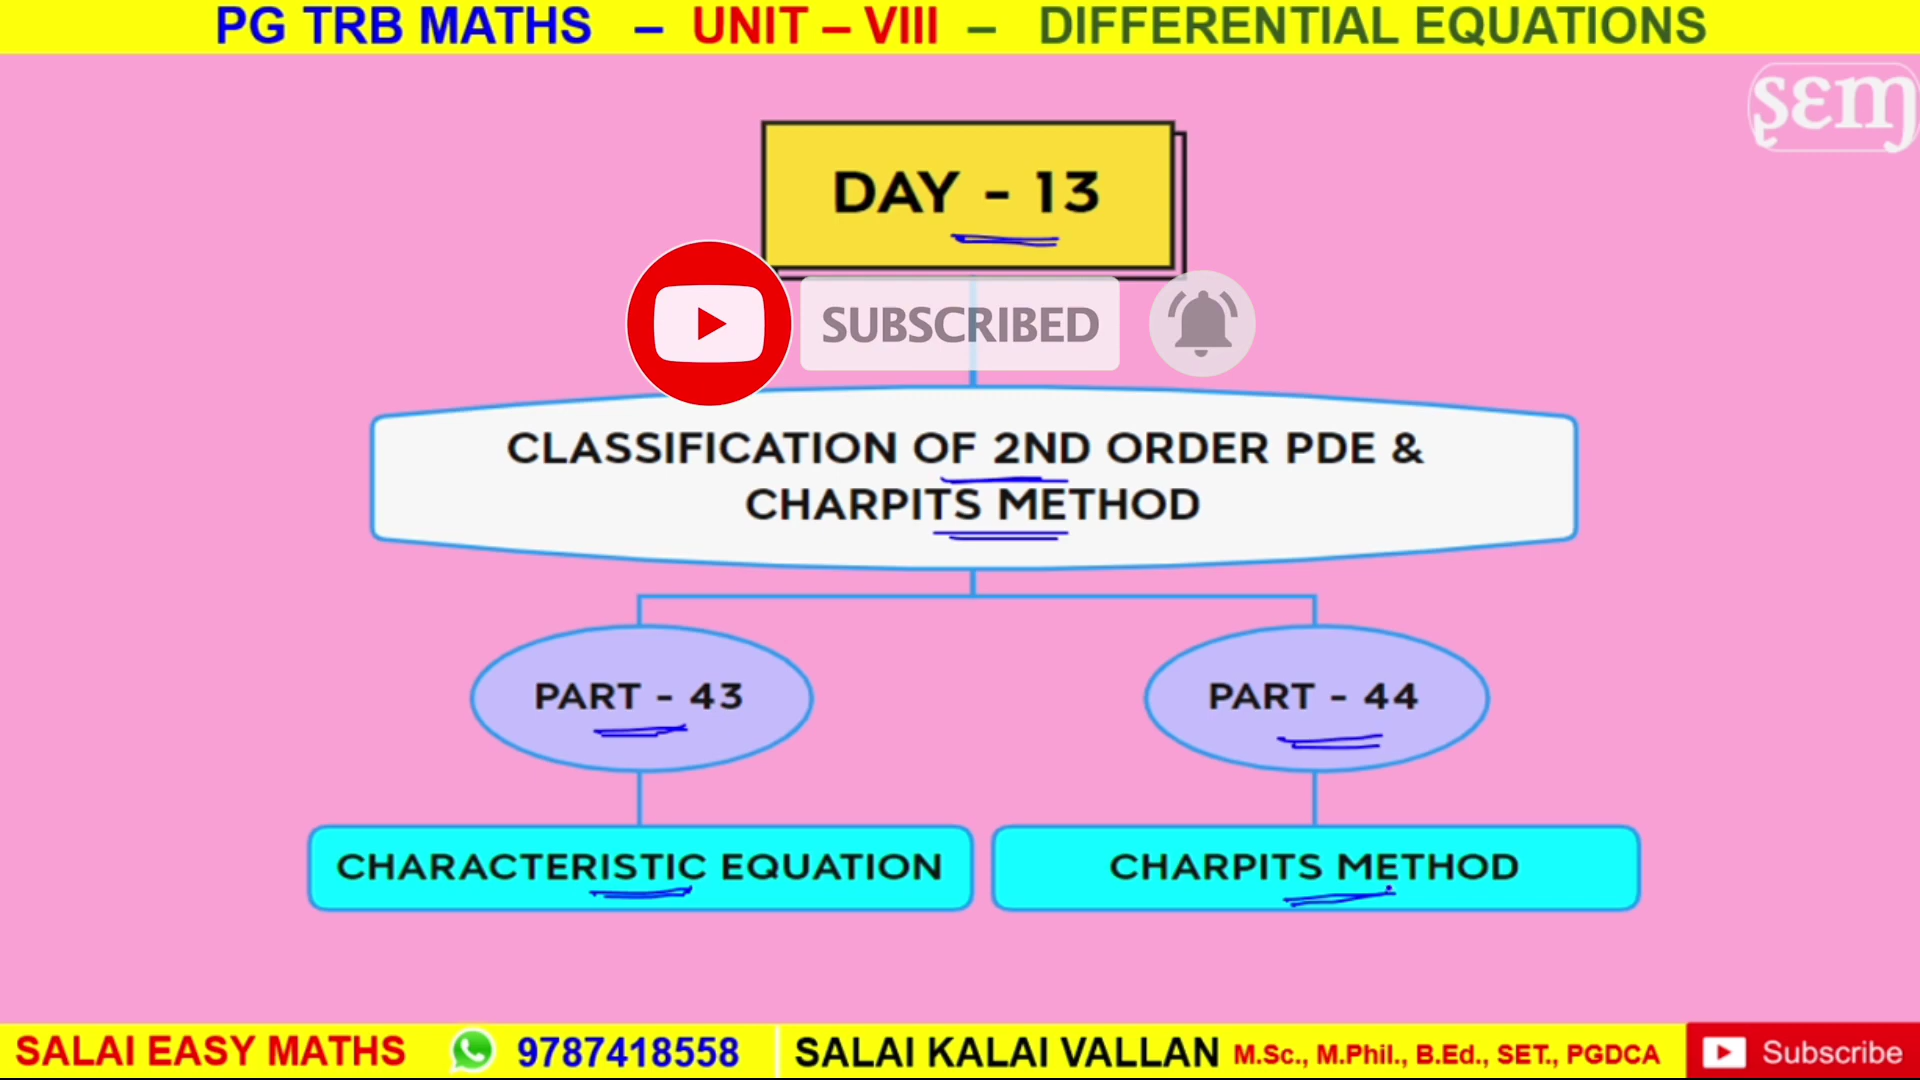 PG TRB MATHS – UNIT – VIII – DIFFERENTIAL EQUATIONS
sem
DAY - 13
SUBSCRIBED
CLASSIFICATION OF 2ND ORDER PDE &
CHARPITS METHOD
PART - 43
PART - 44
CHARACTERISTIC EQUATION
CHARPITS METHOD
SALAI EASY MATHS 9787418558 SALAI KALAI VALLAN M.Sc., M.Phil., B.Ed., SET., PGDCA Subscribe